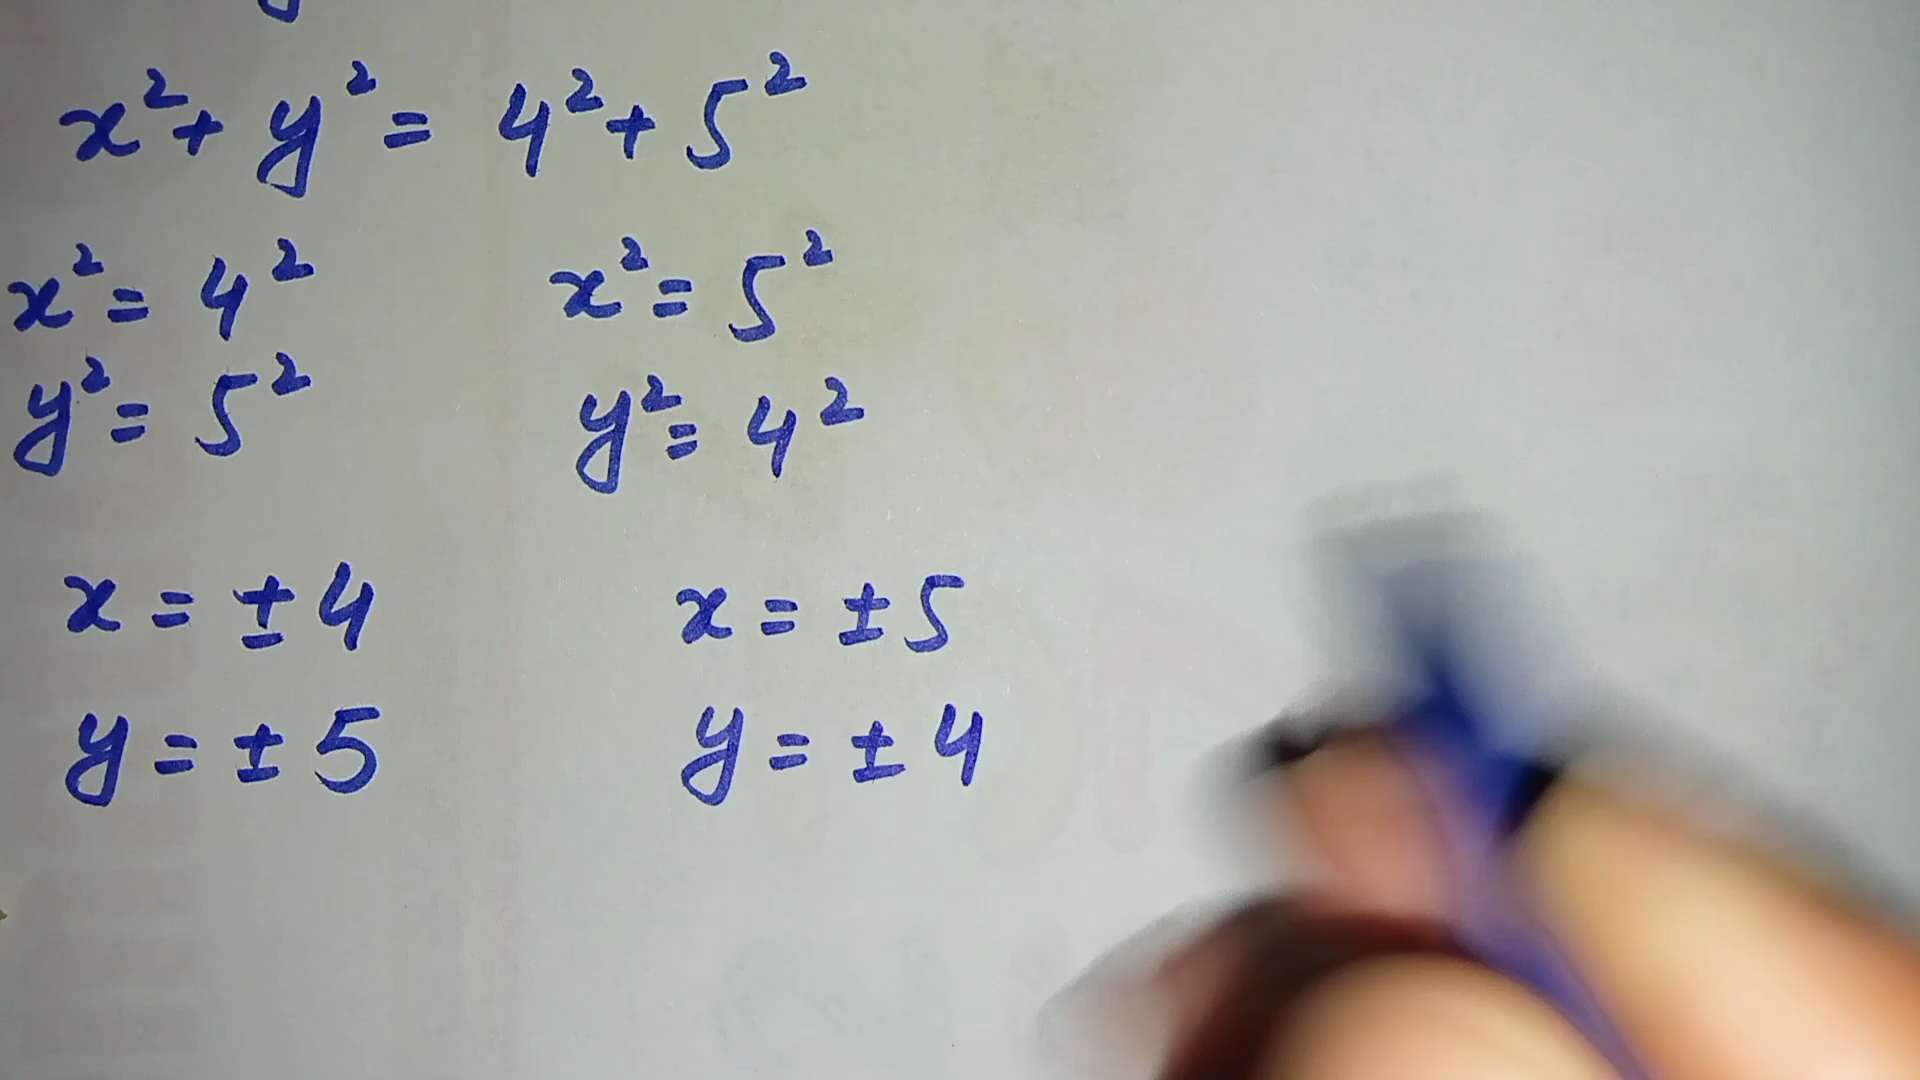 x² + y² = 4² + 5²
x² = 4²
y² = 5²
x² = 5²
y² = 4²
x = ± 4
y = ± 5
x = ± 5
y = ± 4